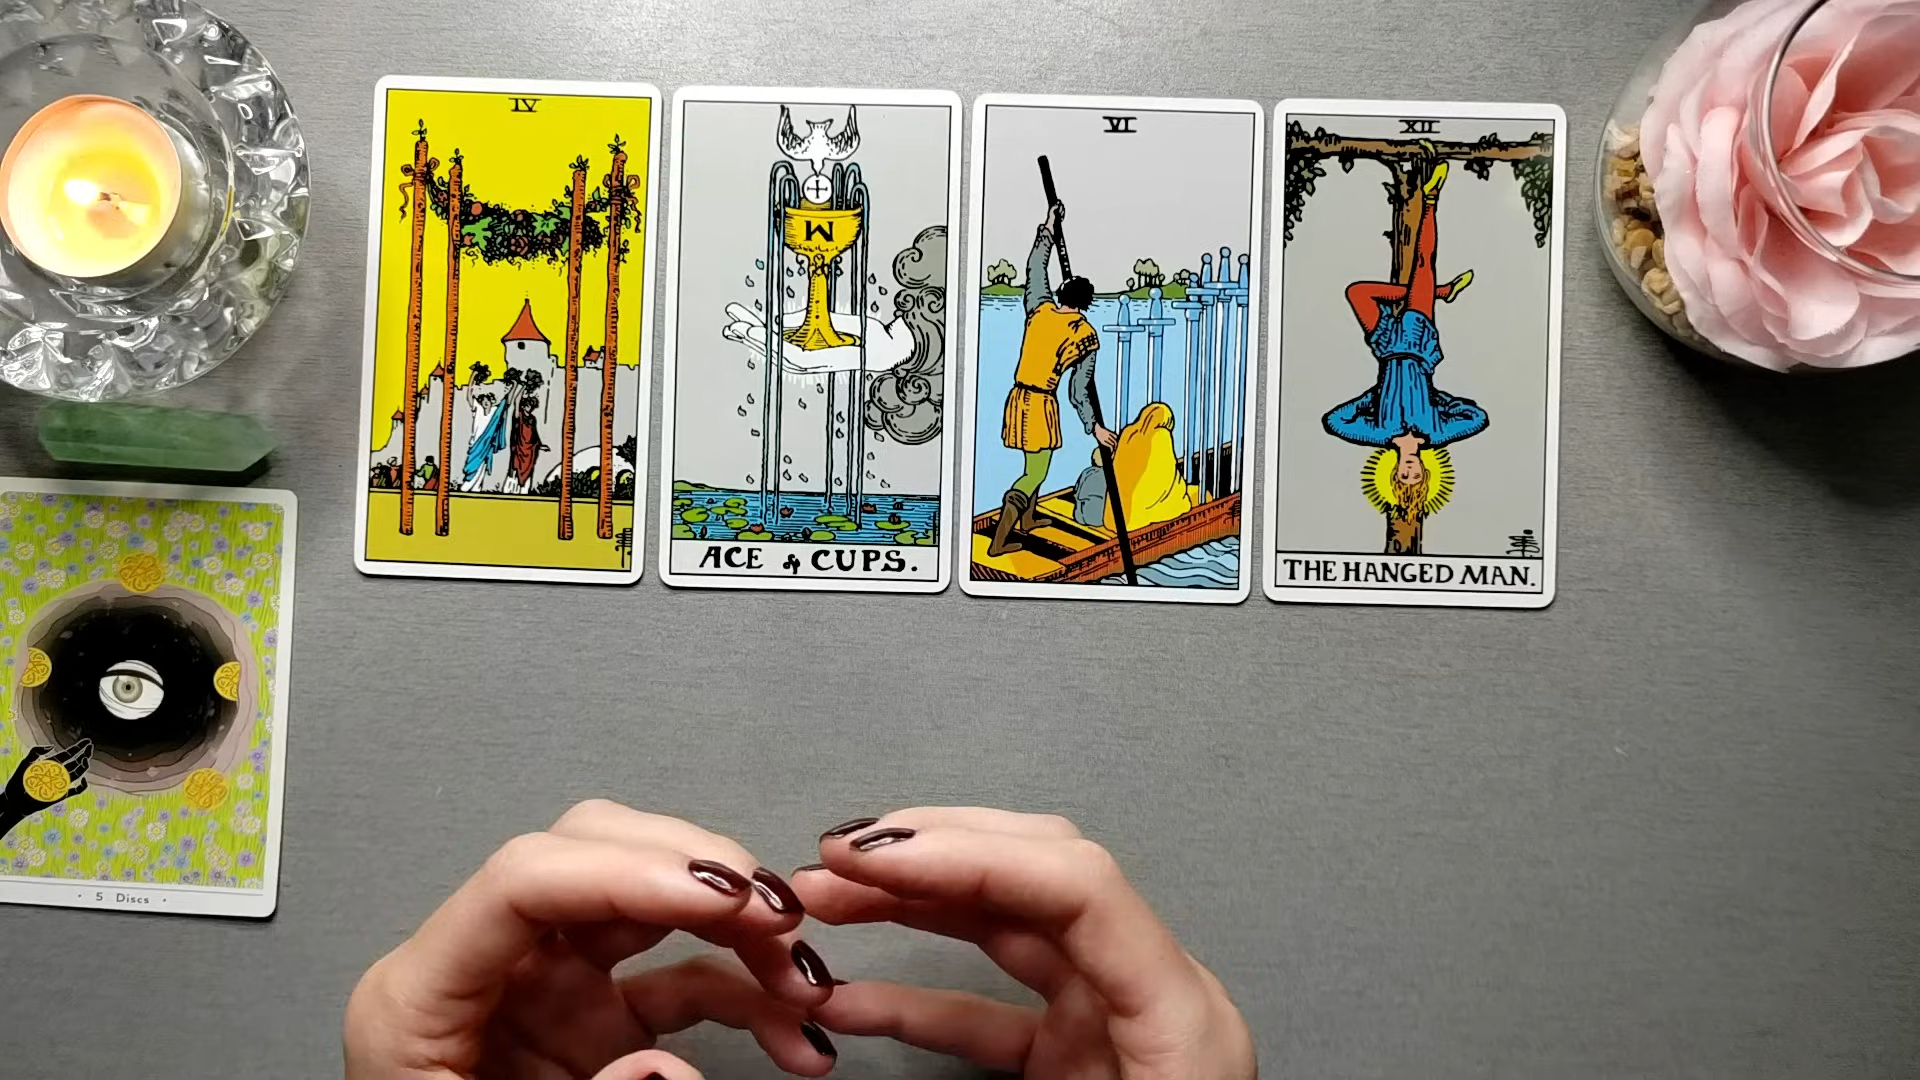 IV
ACE of CUPS.
VI
XII
THE HANGED MAN.
· 5 Discs ·